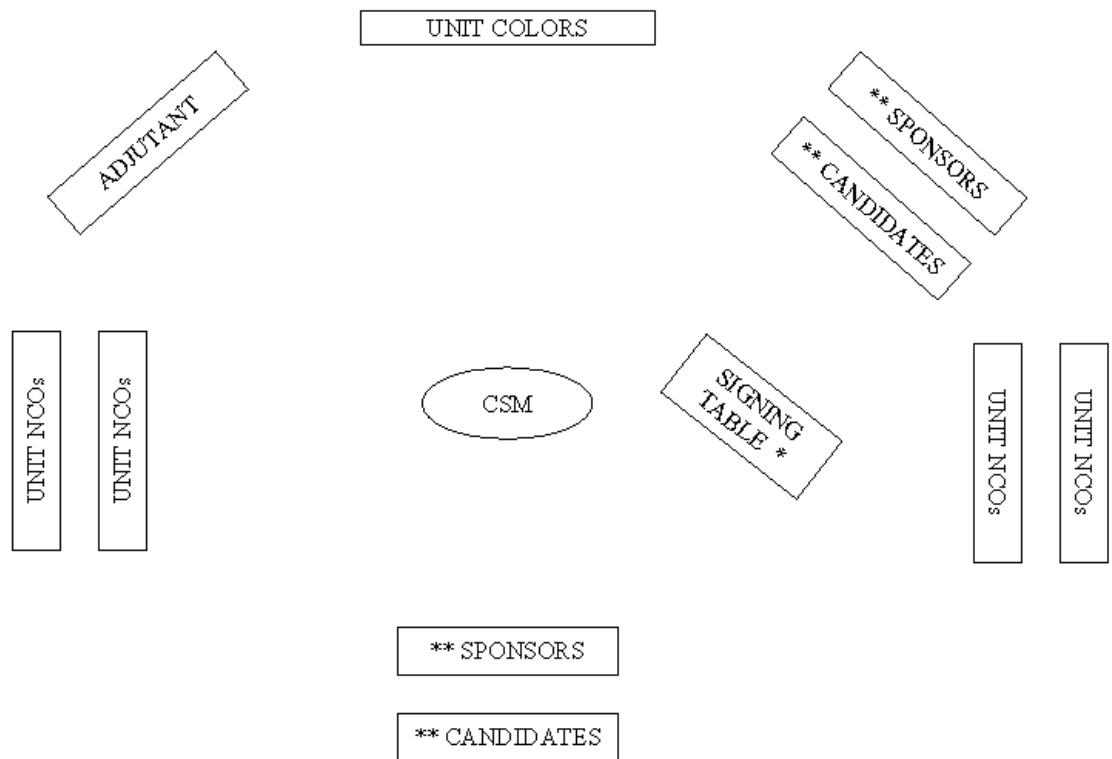 UNIT COLORS
ADJUTANT
** SPONSORS
** CANDIDATES
UNIT NCOs
UNIT NCOs
CSM
SIGNING
TABLE *
UNIT NCOs
UNIT NCOs
** SPONSORS
** CANDIDATES